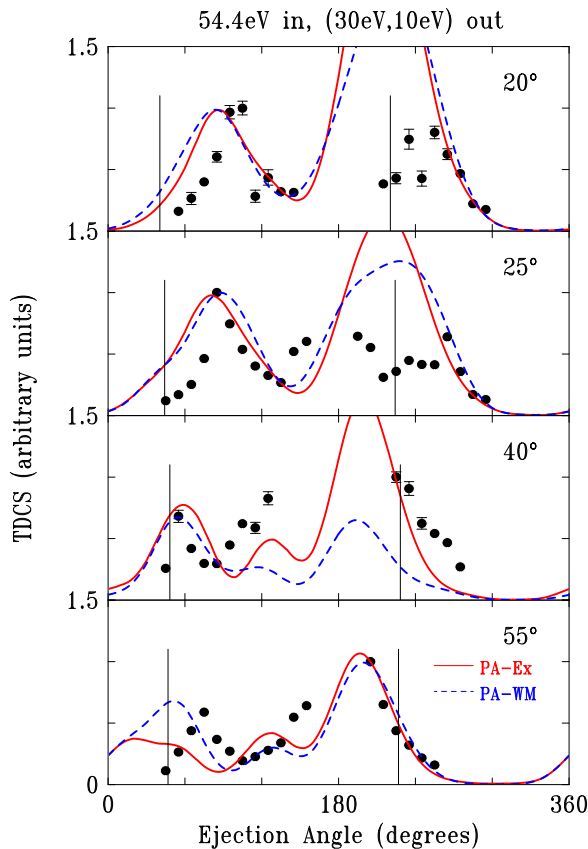 54.4eV in, (30eV,10eV) out
1.5
20°
1.5
25°
TDCS (arbitrary units)
1.5
40°
1.5
55°
PA-Ex
PA-WM
0
0 180 360
Ejection Angle (degrees)